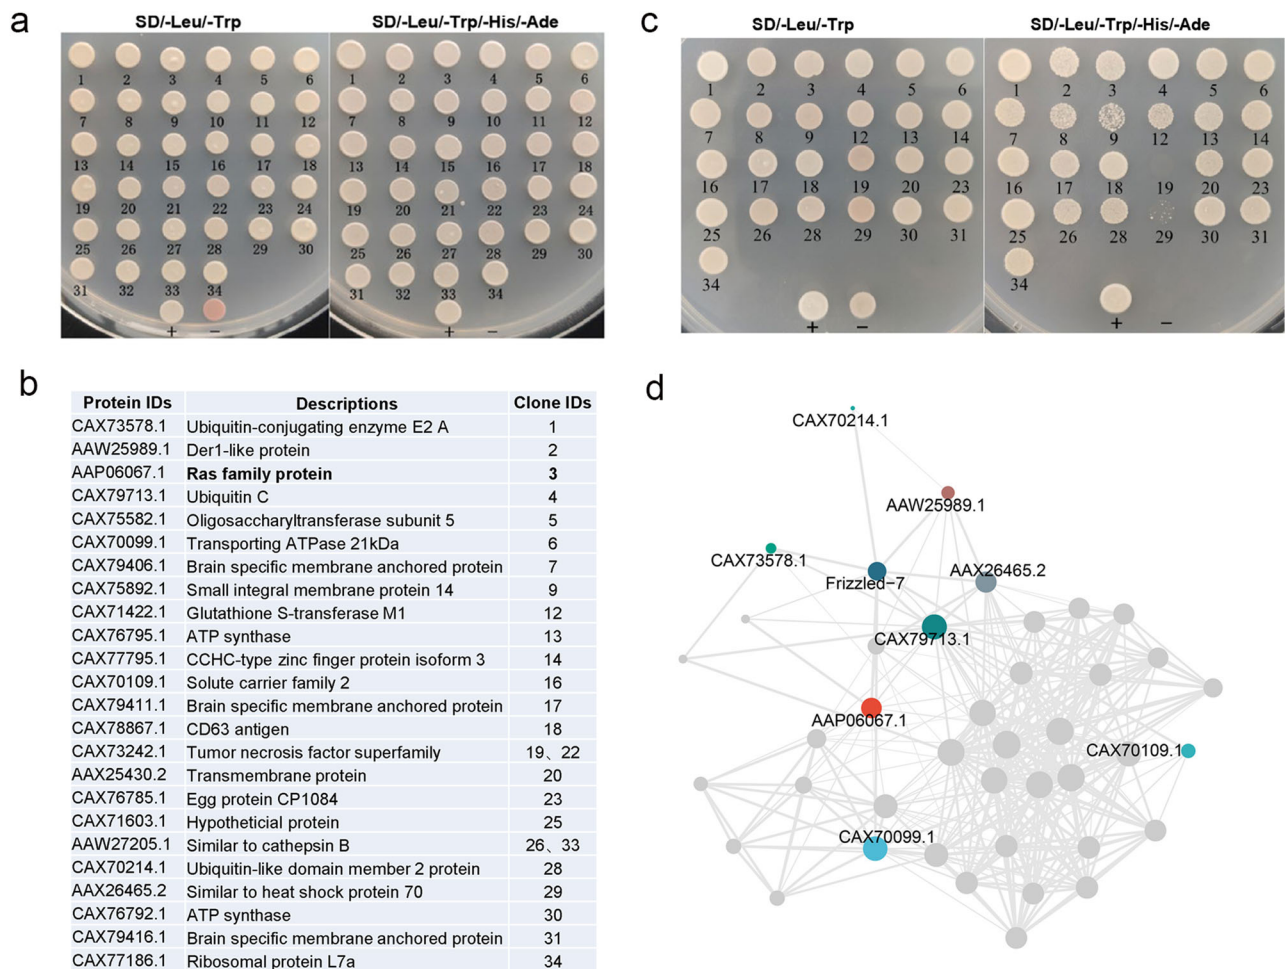 a
SD/-Leu/-Trp
SD/-Leu/-Trp/-His/-Ade
1 2 3 4 5 6
1 2 3 4 5 6
7 8 9 10 11 12
7 8 9 10 11 12
13 14 15 16 17 18
13 14 15 16 17 18
19 20 21 22 23 24
19 20 21 22 23 24
25 26 27 28 29 30
25 26 27 28 29 30
31 32 33 34
31 32 33 34
+ −
+ −
c
SD/-Leu/-Trp
SD/-Leu/-Trp/-His/-Ade
1 2 3 4 5 6
1 2 3 4 5 6
7 8 9 12 13 14
7 8 9 12 13 14
16 17 18 19 20 23
16 17 18 19 20 23
25 26 28 29 30 31
25 26 28 29 30 31
34
34
+ −
+ −
b
Protein IDs Descriptions Clone IDs
CAX73578.1 Ubiquitin-conjugating enzyme E2 A 1
AAW25989.1 Der1-like protein 2
AAP06067.1 Ras family protein 3
CAX79713.1 Ubiquitin C 4
CAX75582.1 Oligosaccharyltransferase subunit 5 5
CAX70099.1 Transporting ATPase 21kDa 6
CAX79406.1 Brain specific membrane anchored protein 7
CAX75892.1 Small integral membrane protein 14 9
CAX71422.1 Glutathione S-transferase M1 12
CAX76795.1 ATP synthase 13
CAX77795.1 CCHC-type zinc finger protein isoform 3 14
CAX70109.1 Solute carrier family 2 16
CAX79411.1 Brain specific membrane anchored protein 17
CAX78867.1 CD63 antigen 18
CAX73242.1 Tumor necrosis factor superfamily 19、22
AAX25430.2 Transmembrane protein 20
CAX76785.1 Egg protein CP1084 23
CAX71603.1 Hypotheticial protein 25
AAW27205.1 Similar to cathepsin B 26、33
CAX70214.1 Ubiquitin-like domain member 2 protein 28
AAX26465.2 Similar to heat shock protein 70 29
CAX76792.1 ATP synthase 30
CAX79416.1 Brain specific membrane anchored protein 31
CAX77186.1 Ribosomal protein L7a 34
d
CAX70214.1
AAW25989.1
CAX73578.1
Frizzled−7
AAX26465.2
CAX79713.1
AAP06067.1
CAX70109.1
CAX70099.1